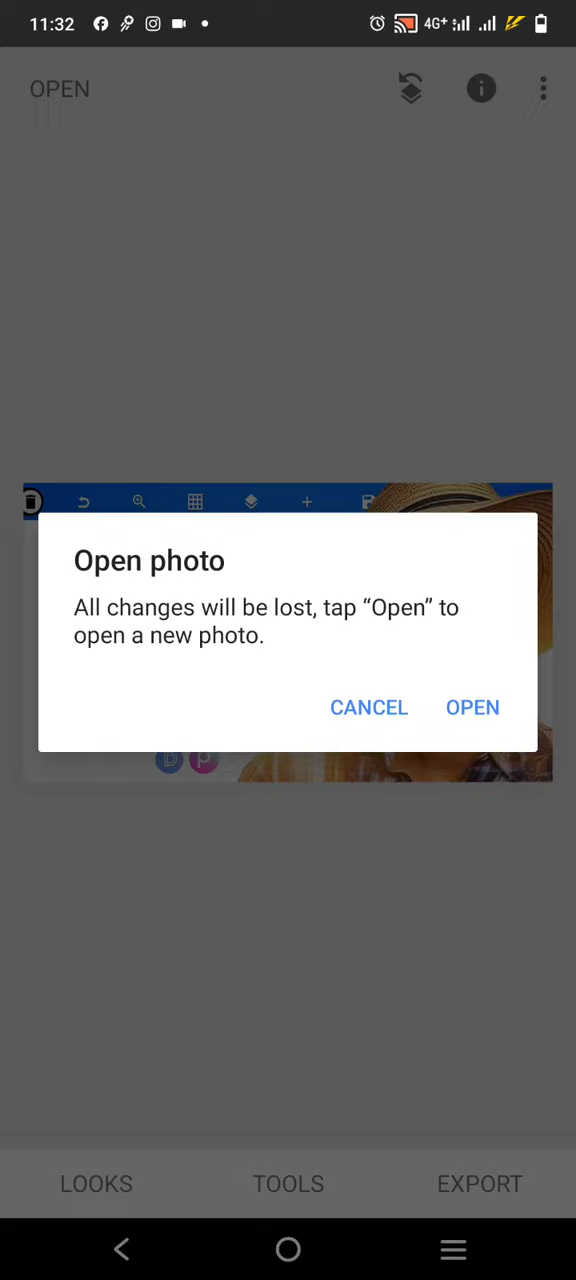 11:32
4G+
OPEN
Open photo
All changes will be lost, tap “Open” to
open a new photo.
CANCEL OPEN
LOOKS TOOLS EXPORT